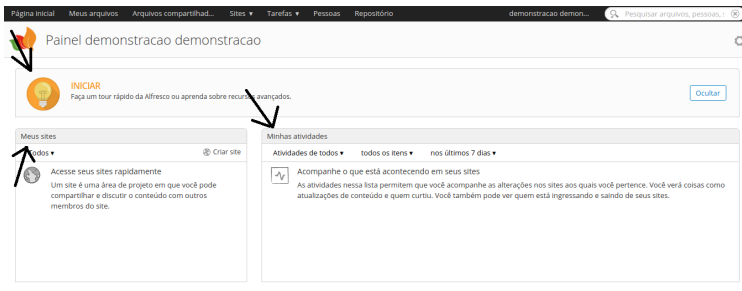 Página inicial Meus arquivos Arquivos compartilhad... Sites ▾ Tarefas ▾ Pessoas Repositório demonstracao demon... Pesquisar arquivos, pessoas, s
Painel demonstracao demonstracao
INICIAR
Faça um tour rápido da Alfresco ou aprenda sobre recursos avançados.
Ocultar
Meus sites
Todos ▾ Criar site
Acesse seus sites rapidamente
Um site é uma área de projeto em que você pode
compartilhar e discutir o conteúdo com outros
membros do site.
Minhas atividades
Atividades de todos ▾ todos os itens ▾ nos últimos 7 dias ▾
Acompanhe o que está acontecendo em seus sites
As atividades nessa lista permitem que você acompanhe as alterações nos sites aos quais você pertence. Você verá coisas como
atualizações de conteúdo e quem curtiu. Você também pode ver quem está ingressando e saindo de seus sites.